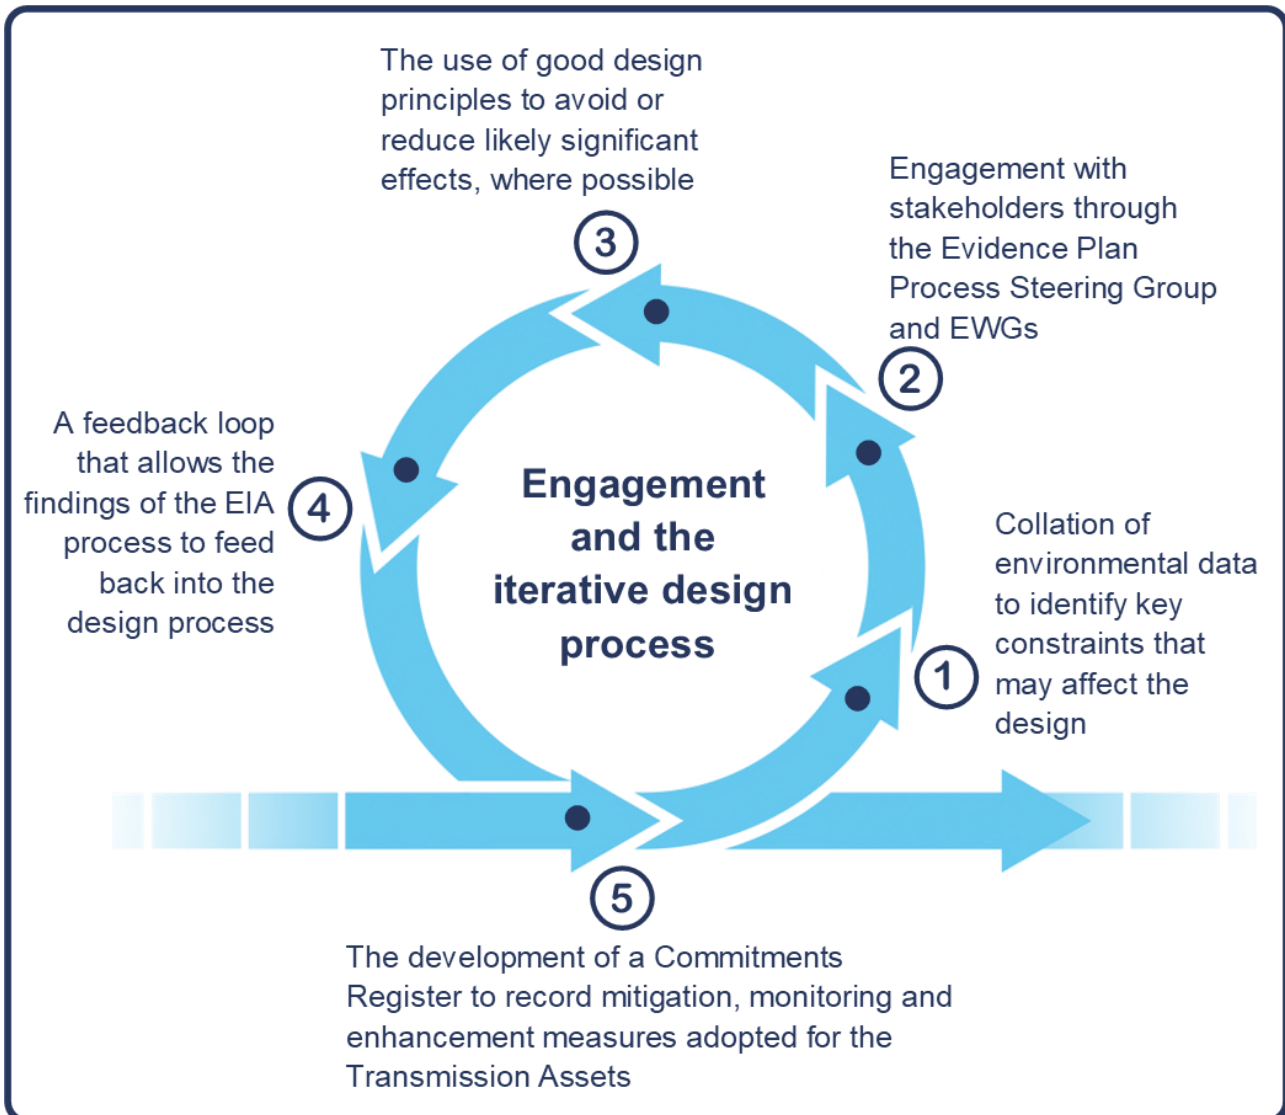 The use of good design
principles to avoid or
reduce likely significant
effects, where possible
3
Engagement with
stakeholders through
the Evidence Plan
Process Steering Group
and EWGs
2
A feedback loop
that allows the
findings of the EIA
process to feed
back into the
design process
4
Engagement
and the
iterative design
process
Collation of
environmental data
to identify key
constraints that
may affect the
design
1
5
The development of a Commitments
Register to record mitigation, monitoring and
enhancement measures adopted for the
Transmission Assets